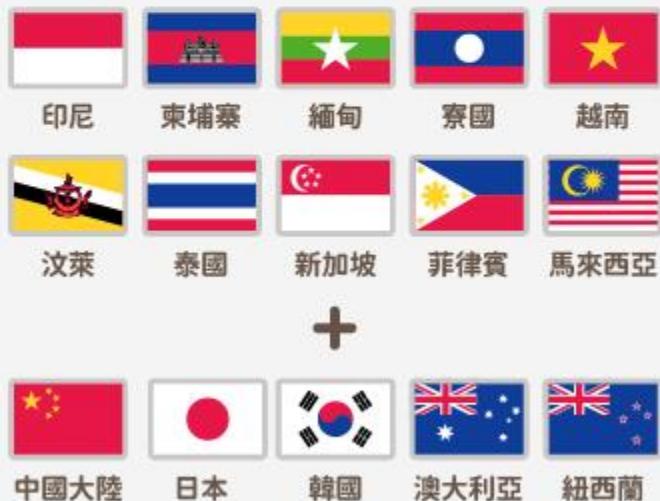 印尼 柬埔寨 緬甸 寮國 越南
汶萊 泰國 新加坡 菲律賓 馬來西亞
+
中國大陸 日本 韓國 澳大利亞 紐西蘭